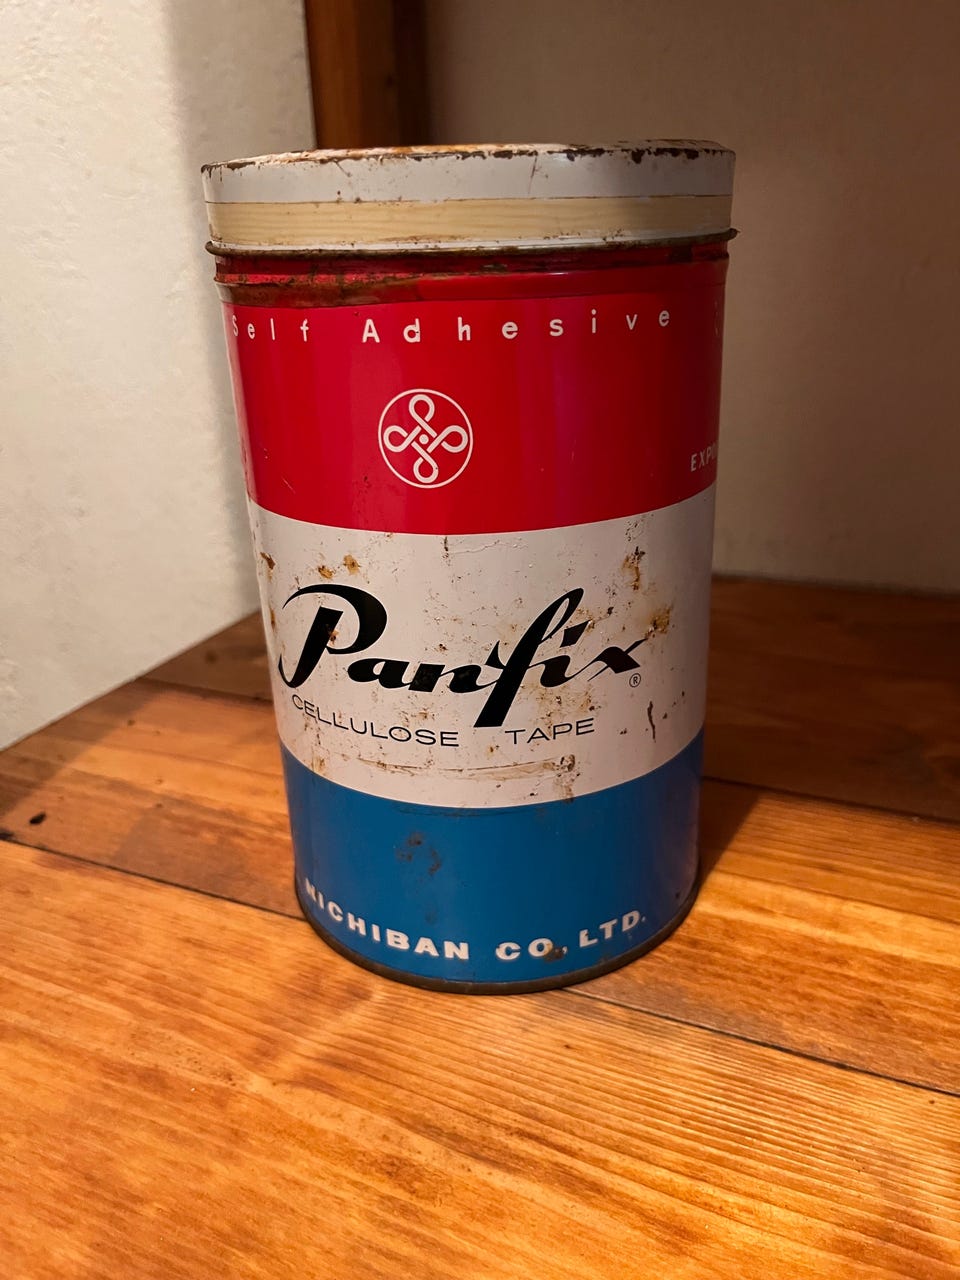 Self Adhesive
Panfix ®
CELLULOSE TAPE
NICHIBAN CO., LTD.